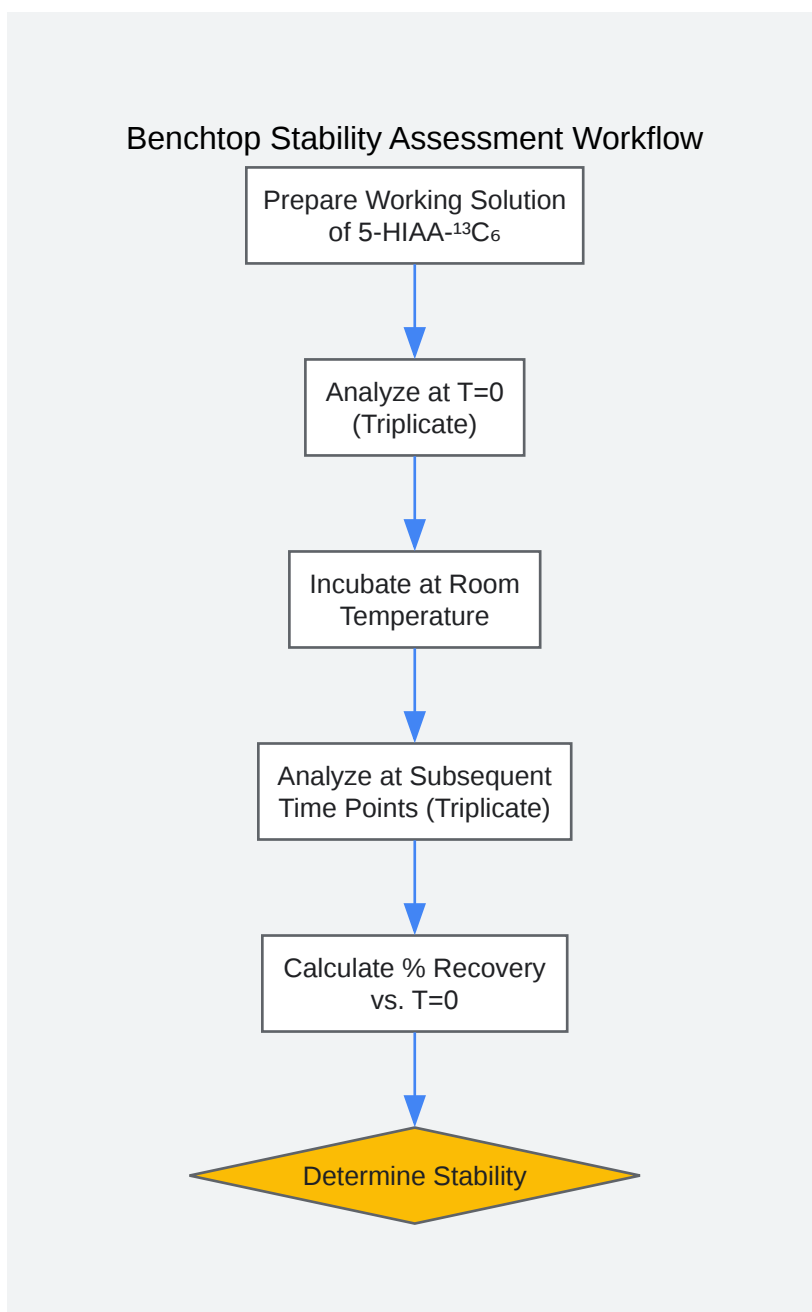 Benchtop Stability Assessment Workflow
Prepare Working Solution
of 5-HIAA-¹³C₆
Analyze at T=0
(Triplicate)
Incubate at Room
Temperature
Analyze at Subsequent
Time Points (Triplicate)
Calculate % Recovery
vs. T=0
Determine Stability